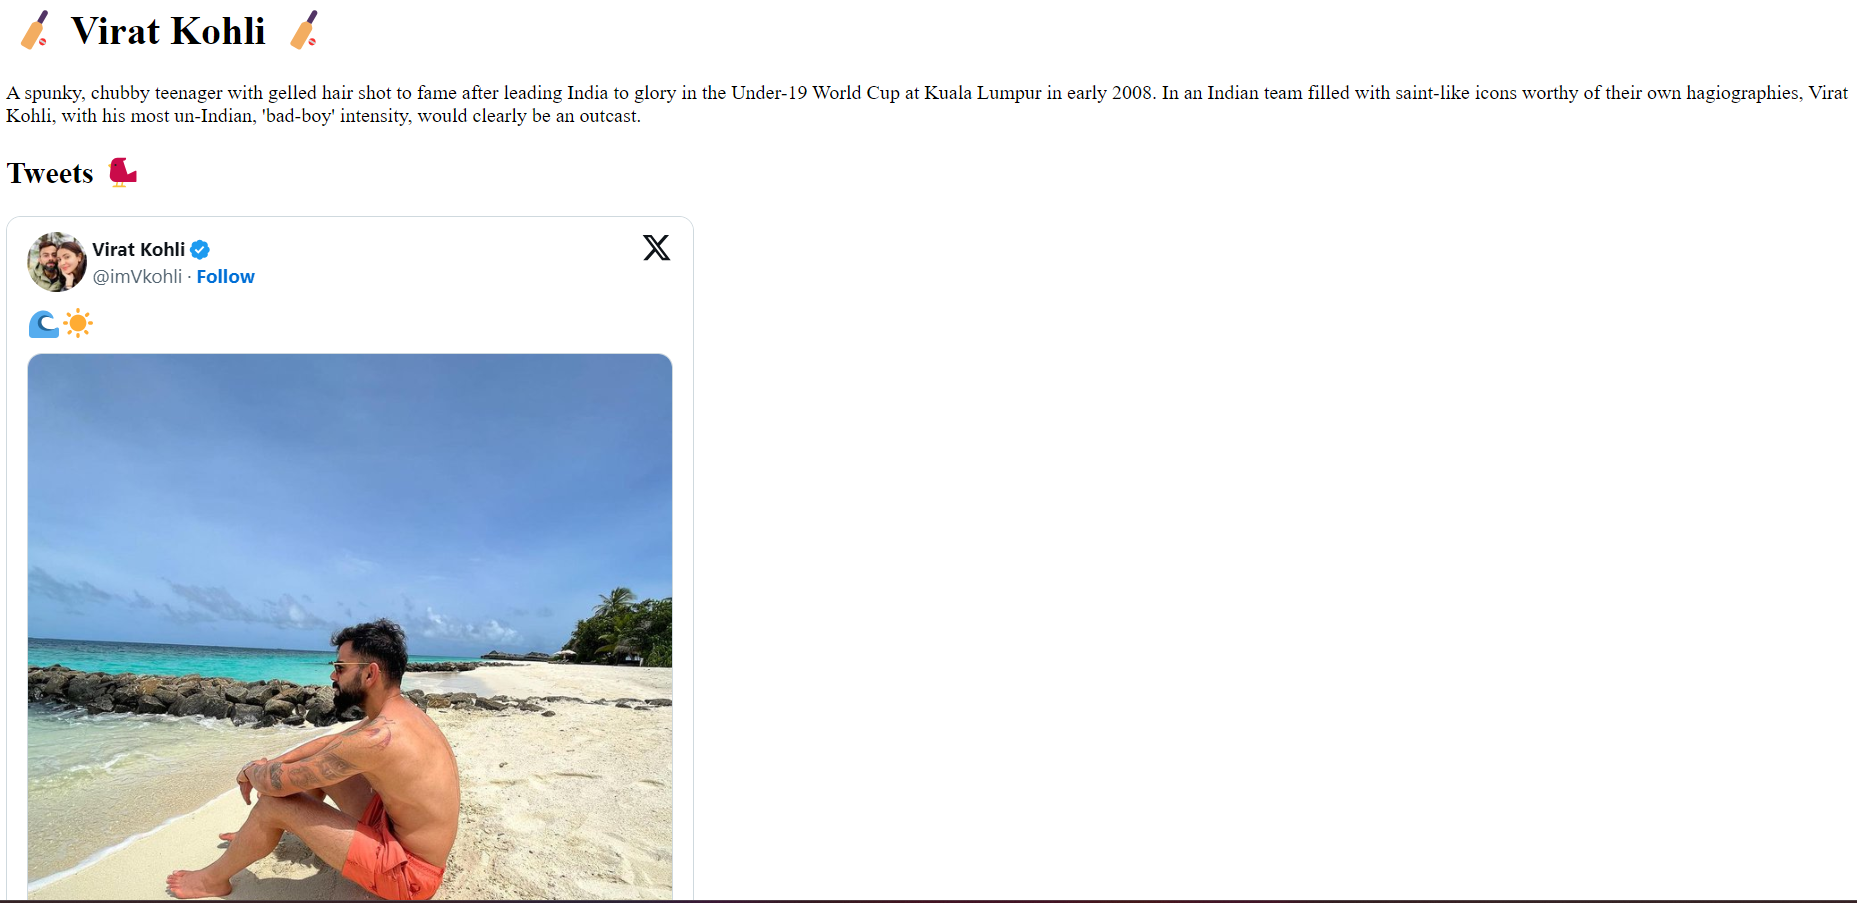 Virat Kohli
A spunky, chubby teenager with gelled hair shot to fame after leading India to glory in the Under-19 World Cup at Kuala Lumpur in early 2008. In an Indian team filled with saint-like icons worthy of their own hagiographies, Virat
Kohli, with his most un-Indian, 'bad-boy' intensity, would clearly be an outcast.
Tweets
Virat Kohli
@imVkohli · Follow